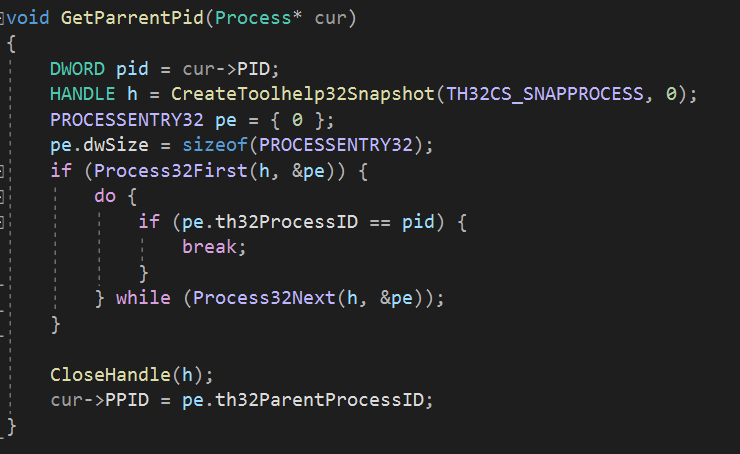 void GetParrentPid(Process* cur)
{
DWORD pid = cur->PID;
HANDLE h = CreateToolhelp32Snapshot(TH32CS_SNAPPROCESS, 0);
PROCESSENTRY32 pe = { 0 };
pe.dwSize = sizeof(PROCESSENTRY32);
if (Process32First(h, &pe)) {
do {
if (pe.th32ProcessID == pid) {
break;
}
} while (Process32Next(h, &pe));
}
CloseHandle(h);
cur->PPID = pe.th32ParentProcessID;
}